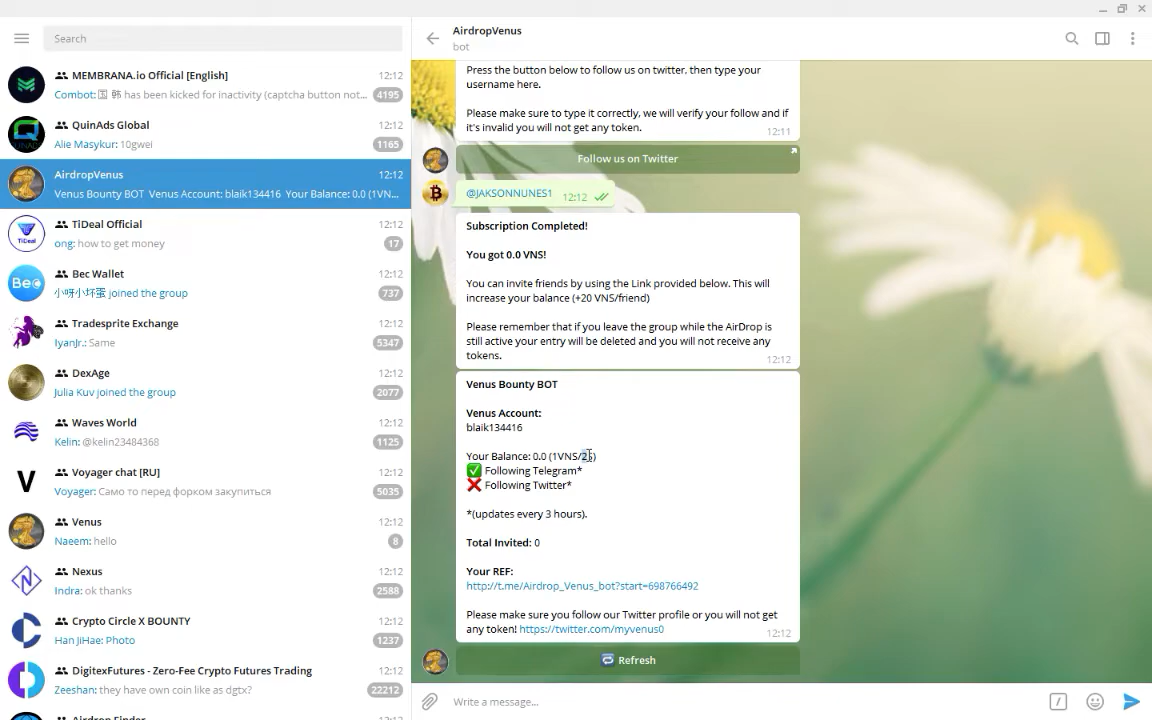 Search
MEMBRANA.io Official [English] 12:12
Combot: 国 韩 has been kicked for inactivity (captcha button not... 4195
QuinAds Global 12:12
Alie Masykur: 10gwei 1165
AirdropVenus 12:12
Venus Bounty BOT Venus Account: blaik134416 Your Balance: 0.0 (1VN...
TiDeal Official 12:12
ong: how to get money 17
Bec Wallet 12:12
小呀小坏蛋 joined the group 737
Tradesprite Exchange 12:12
IyanJr.: Same 5347
DexAge 12:12
Julia Kuv joined the group 2077
Waves World 12:12
Kelin: @kelin23484368 1125
Voyager chat [RU] 12:12
Voyager: Само то перед форком закупиться 5035
Venus 12:12
Naeem: hello 8
Nexus 12:12
Indra: ok thanks 2588
Crypto Circle X BOUNTY 12:12
Han JiHae: Photo 1237
DigitexFutures - Zero-Fee Crypto Futures Trading 12:12
Zeeshan: they have own coin like as dgtx? 22212
Airdrop Finder 12:12
AirdropVenus
bot
Press the button below to follow us on twitter, then type your
username here.
Please make sure to type it correctly, we will verify your follow and if
it's invalid you will not get any token. 12:11
Follow us on Twitter
@JAKSONNUNES1 12:12
Subscription Completed!
You got 0.0 VNS!
You can invite friends by using the Link provided below. This will
increase your balance (+20 VNS/friend)
Please remember that if you leave the group while the AirDrop is
still active your entry will be deleted and you will not receive any
tokens. 12:12
Venus Bounty BOT
Venus Account:
blaik134416
Your Balance: 0.0 (1VNS/2$)
Following Telegram*
Following Twitter*
*(updates every 3 hours).
Total Invited: 0
Your REF:
http://t.me/Airdrop_Venus_bot?start=698766492
Please make sure you follow our Twitter profile or you will not get
any token! https://twitter.com/myvenus0 12:12
Refresh
Write a message...